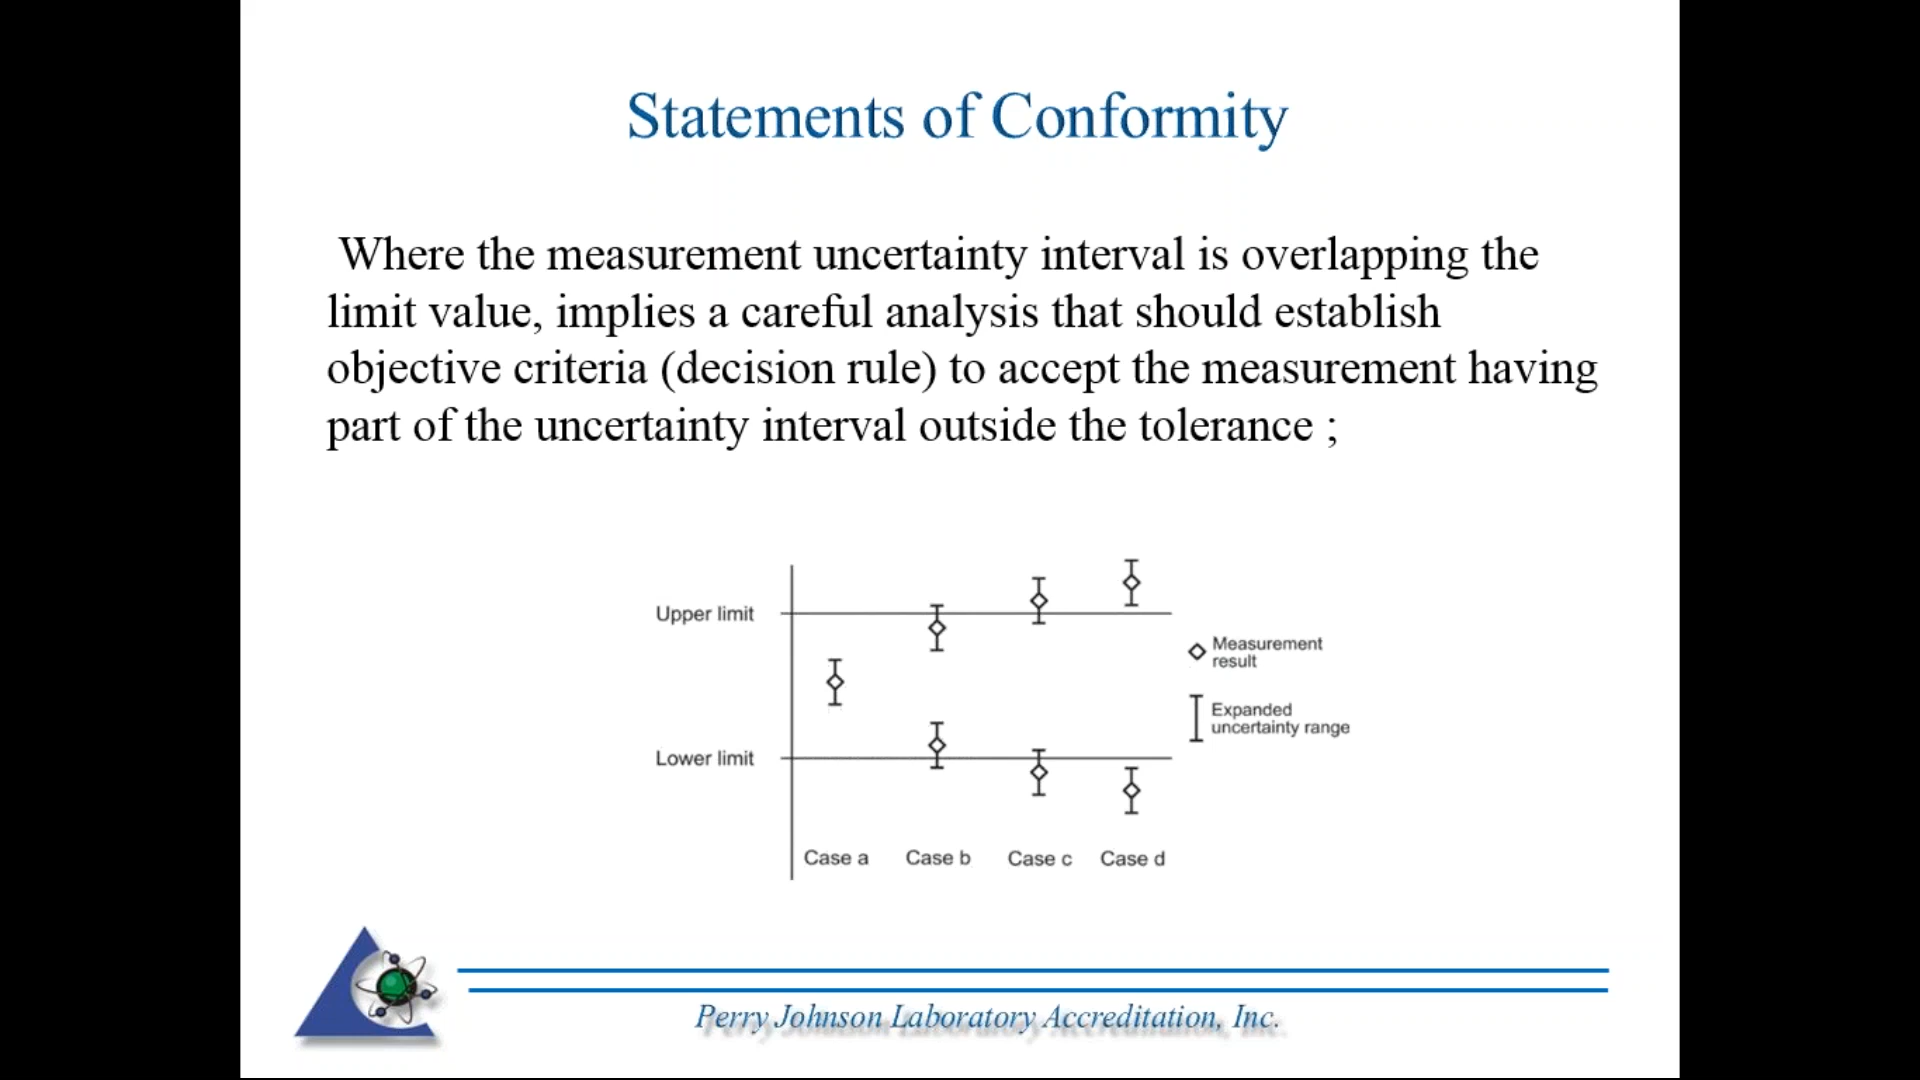 Statements of Conformity
Where the measurement uncertainty interval is overlapping the
limit value, implies a careful analysis that should establish
objective criteria (decision rule) to accept the measurement having
part of the uncertainty interval outside the tolerance ;
Upper limit
Measurement
result
Expanded
uncertainty range
Lower limit
Case a Case b Case c Case d
Perry Johnson Laboratory Accreditation, Inc.